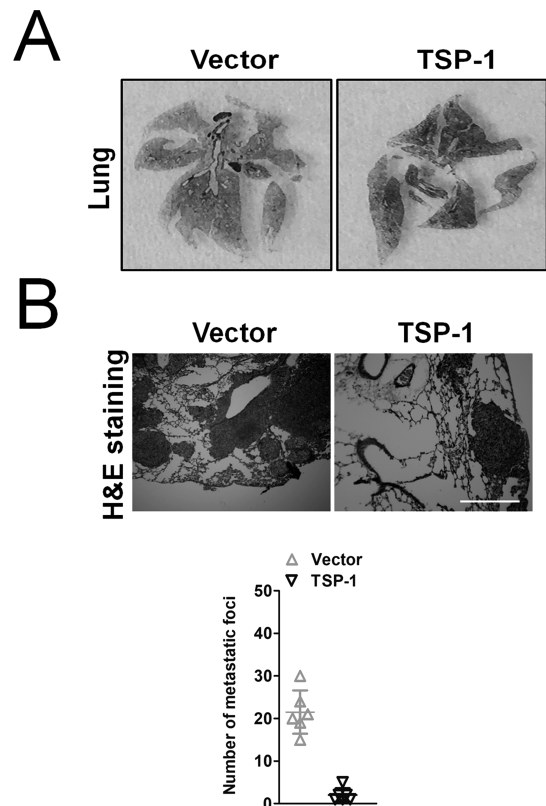 A
Vector TSP-1
Lung
B
Vector TSP-1
H&E staining
Vector
TSP-1
Number of metastatic foci
50
40
30
20
10
0